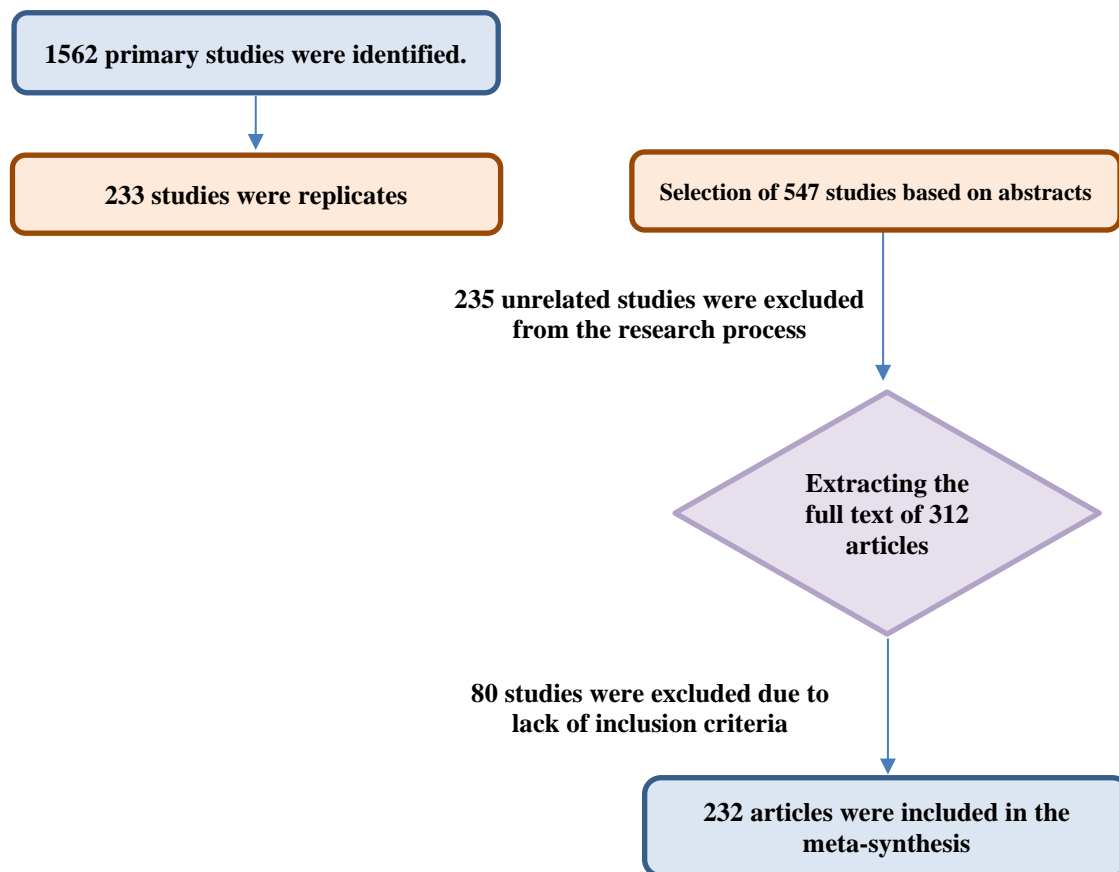 1562 primary studies were identified.
233 studies were replicates
Selection of 547 studies based on abstracts
235 unrelated studies were excluded
from the research process
Extracting the
full text of 312
articles
80 studies were excluded due to
lack of inclusion criteria
232 articles were included in the
meta-synthesis